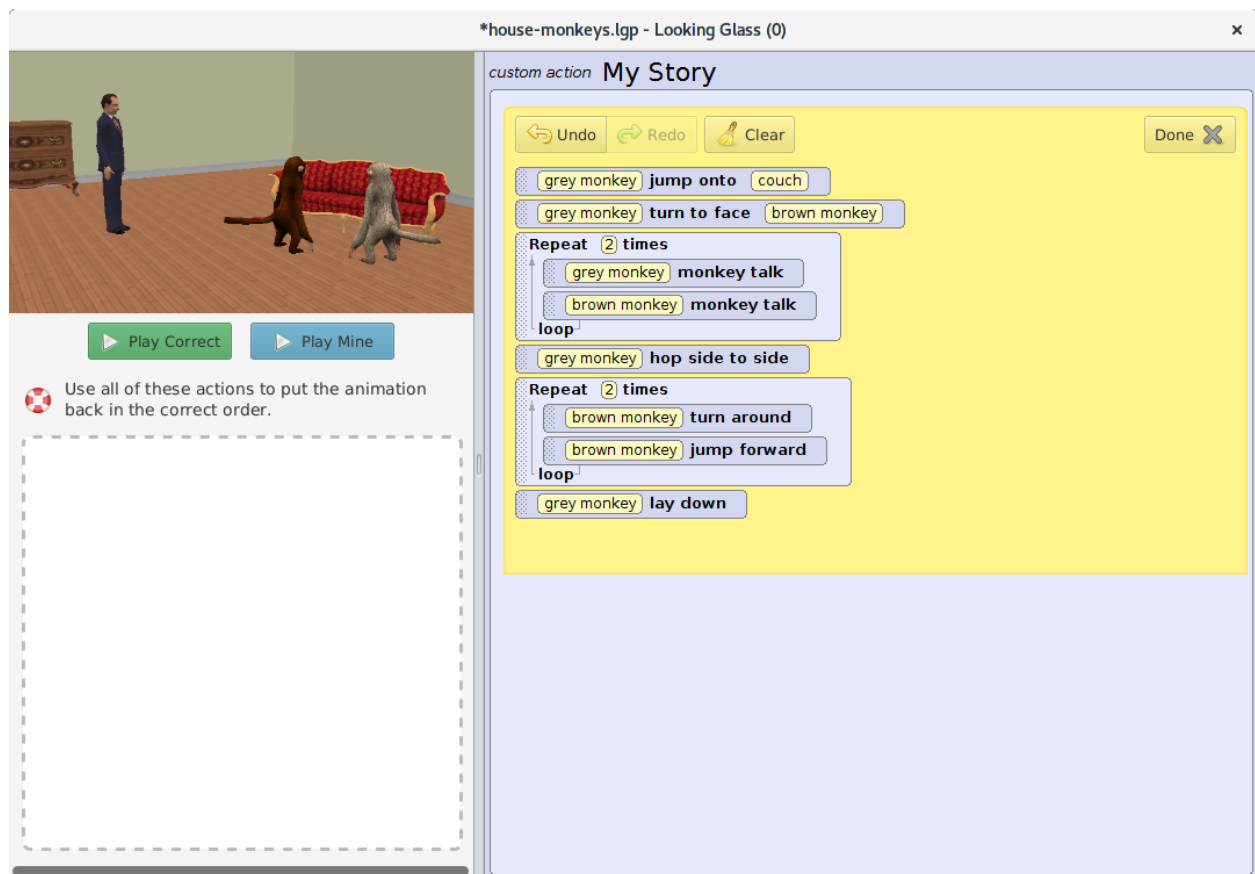 *house-monkeys.lgp - Looking Glass (0)
custom action My Story
Undo Redo Clear Done
grey monkey jump onto couch
grey monkey turn to face brown monkey
Repeat 2 times
grey monkey monkey talk
brown monkey monkey talk
loop
grey monkey hop side to side
Repeat 2 times
brown monkey turn around
brown monkey jump forward
loop
grey monkey lay down
Play Correct Play Mine
Use all of these actions to put the animation
back in the correct order.